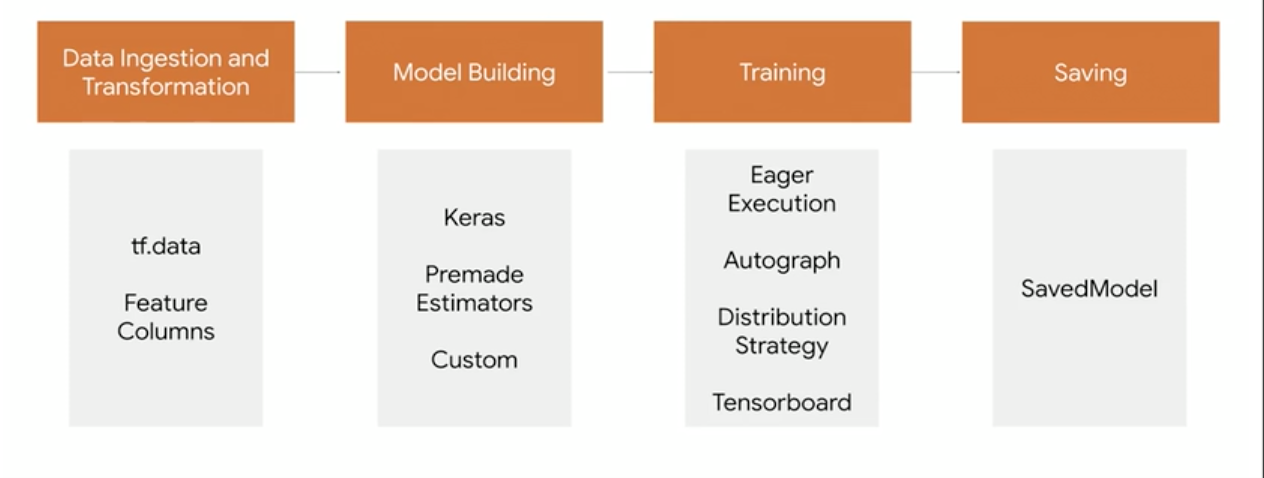 Data Ingestion and
Transformation
Model Building
Training
Saving
tf.data
Feature
Columns
Keras
Premade
Estimators
Custom
Eager
Execution
Autograph
Distribution
Strategy
Tensorboard
SavedModel